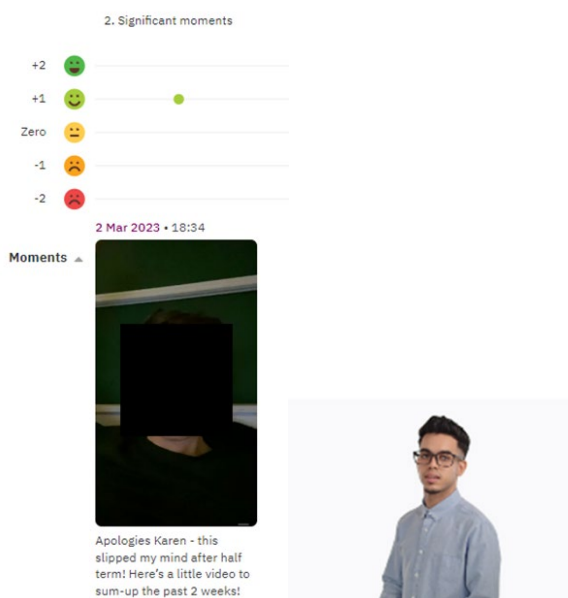 2. Significant moments
+2
+1
Zero
-1
-2
2 Mar 2023 • 18:34
Moments
Apologies Karen - this
slipped my mind after half
term! Here's a little video to
sum-up the past 2 weeks!